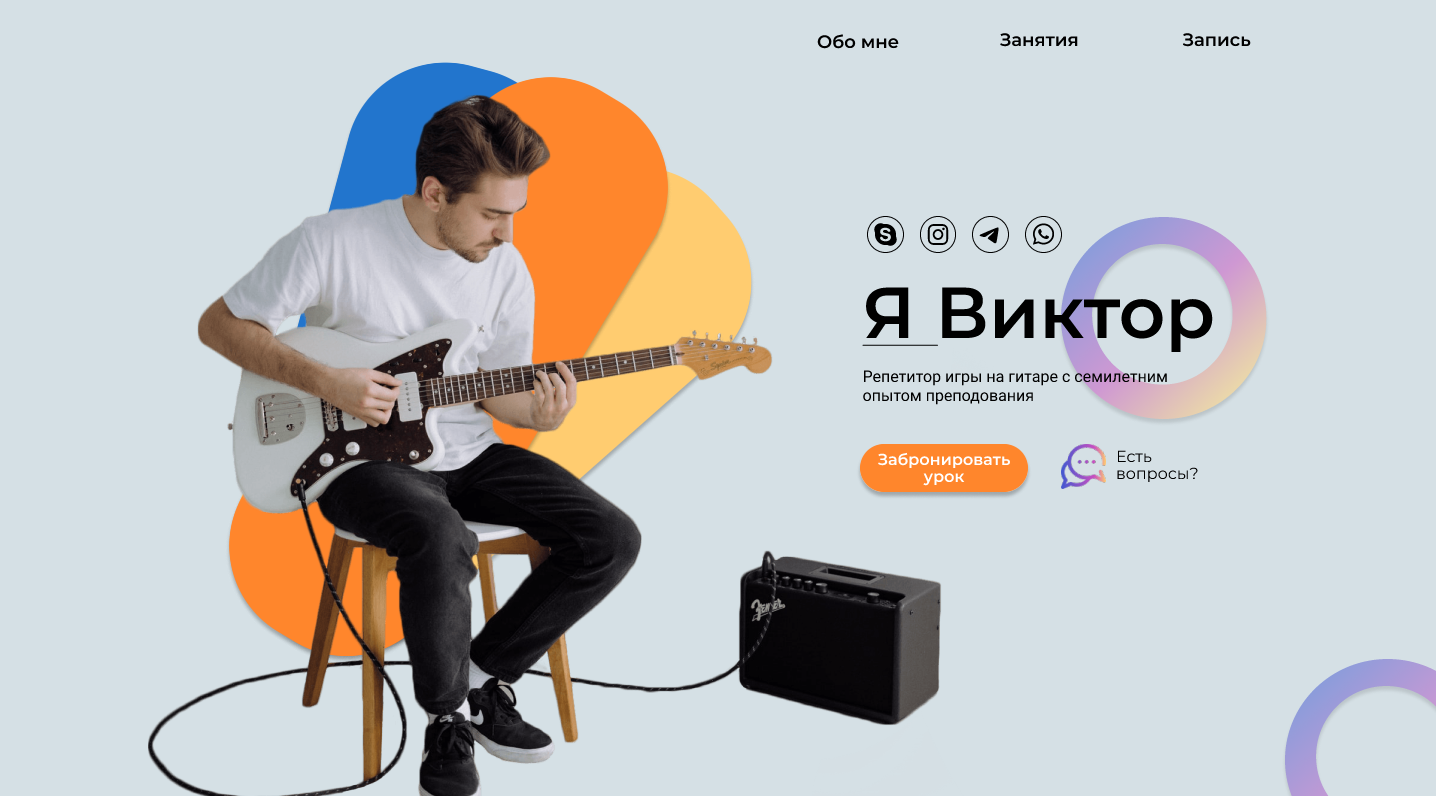 Обо мне
Занятия
Запись
Я Виктор
Репетитор игры на гитаре с семилетним
опытом преподования
Забронировать
урок
Есть
вопросы?
Fender